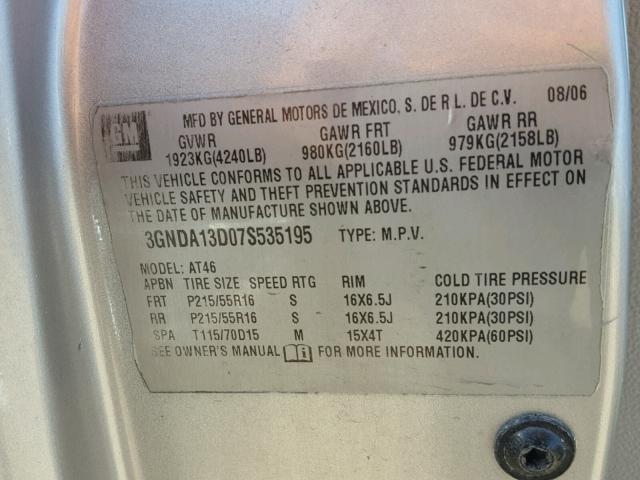 GM
MFD BY GENERAL MOTORS DE MEXICO, S. DE R L. DE C.V. 08/06
GVWR GAWR FRT GAWR RR
1923KG(4240LB) 980KG(2160LB) 979KG(2158LB)
THIS VEHICLE CONFORMS TO ALL APPLICABLE U.S. FEDERAL MOTOR
VEHICLE SAFETY AND THEFT PREVENTION STANDARDS IN EFFECT ON
THE DATE OF MANUFACTURE SHOWN ABOVE.
3GNDA13D07S535195 TYPE: M.P.V.
MODEL: AT46
APBN TIRE SIZE SPEED RTG RIM COLD TIRE PRESSURE
FRT P215/55R16 S 16X6.5J 210KPA(30PSI)
RR P215/55R16 S 16X6.5J 210KPA(30PSI)
SPA T115/70D15 M 15X4T 420KPA(60PSI)
SEE OWNER'S MANUAL FOR MORE INFORMATION.